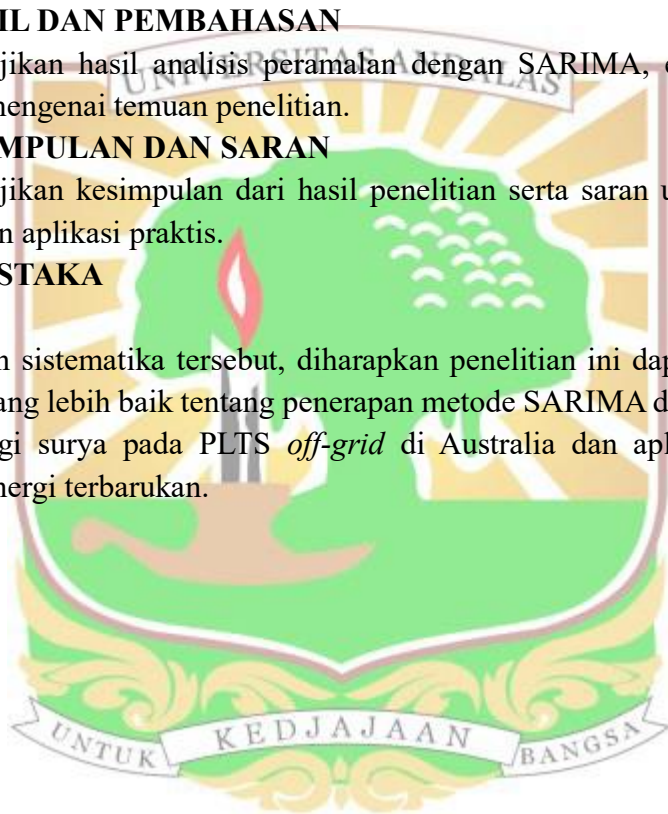 IL DAN PEMBAHASAN
UNIVERSITAS ANDALAS
jikan hasil analisis peramalan dengan SARIMA,
mengenai temuan penelitian.
MPULAN DAN SARAN
jikan kesimpulan dari hasil penelitian serta saran u
n aplikasi praktis.
STAKA
n sistematika tersebut, diharapkan penelitian ini dap
ang lebih baik tentang penerapan metode SARIMA d
gi surya pada PLTS off-grid di Australia dan apl
nergi terbarukan.
UNTUK KEDJAJAAN BANGSA